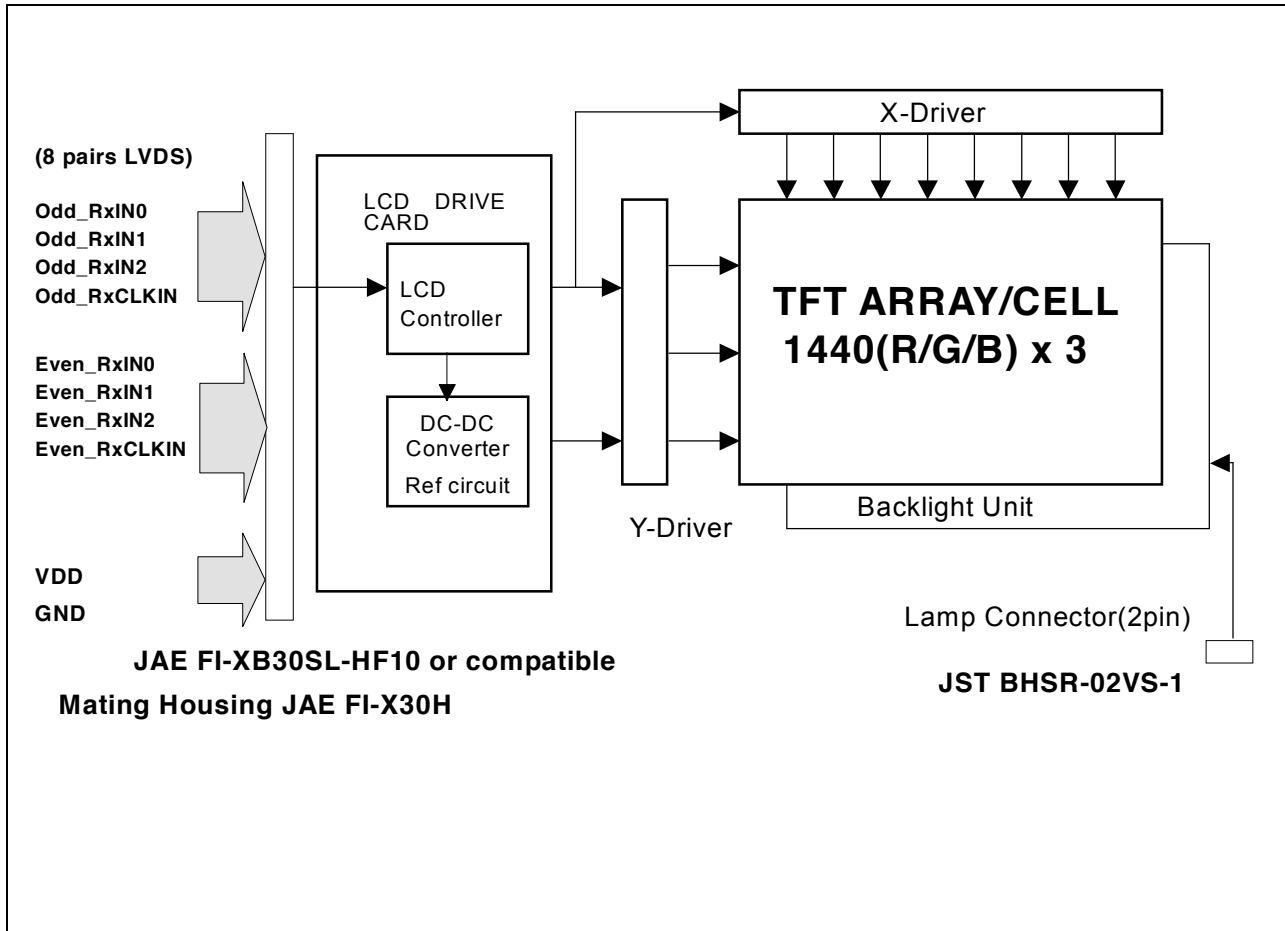 X-Driver
(8 pairs LVDS)
Odd_RxIN0
Odd_RxIN1
Odd_RxIN2
Odd_RxCLKIN
Even_RxIN0
Even_RxIN1
Even_RxIN2
Even_RxCLKIN
VDD
GND
LCD DRIVE
CARD
LCD
Controller
DC-DC
Converter
Ref circuit
Y-Driver
TFT ARRAY/CELL
1440(R/G/B) x 3
Backlight Unit
Lamp Connector(2pin)
JST BHSR-02VS-1
JAE FI-XB30SL-HF10 or compatible
Mating Housing JAE FI-X30H